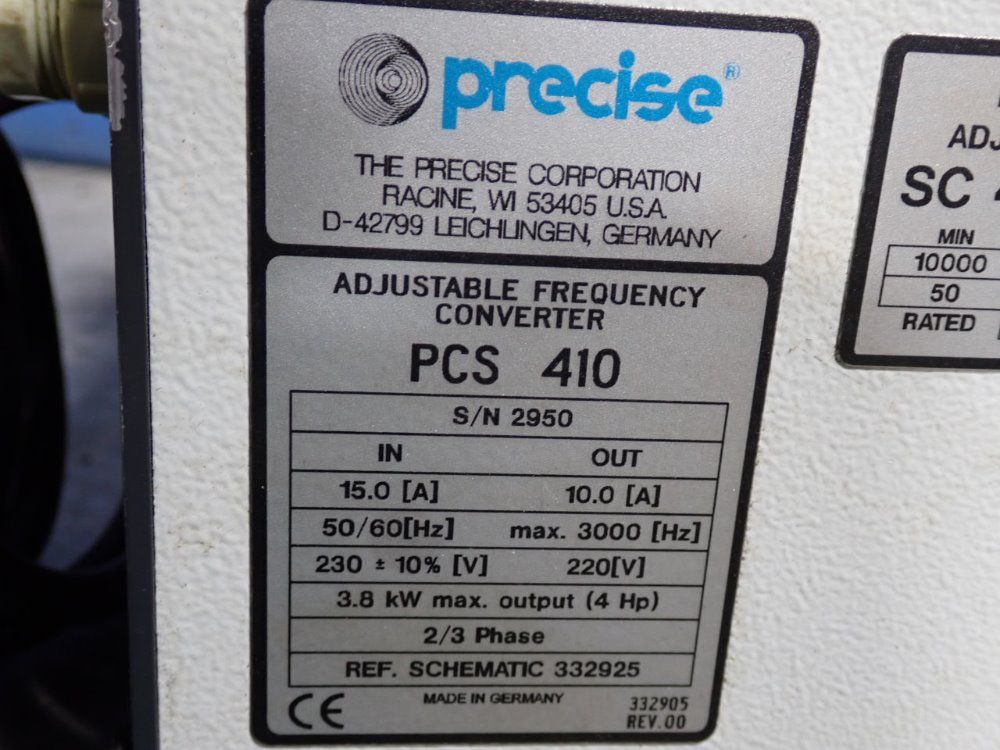 precise®
THE PRECISE CORPORATION
RACINE, WI 53405 U.S.A.
D-42799 LEICHLINGEN, GERMANY
ADJUSTABLE FREQUENCY
CONVERTER
PCS 410
S/N 2950
IN OUT
15.0 [A] 10.0 [A]
50/60[Hz] max. 3000 [Hz]
230 ± 10% [V] 220[V]
3.8 kW max. output (4 Hp)
2/3 Phase
REF. SCHEMATIC 332925
CE MADE IN GERMANY 332905
REV.00
SC
MIN
10000
50
RATED